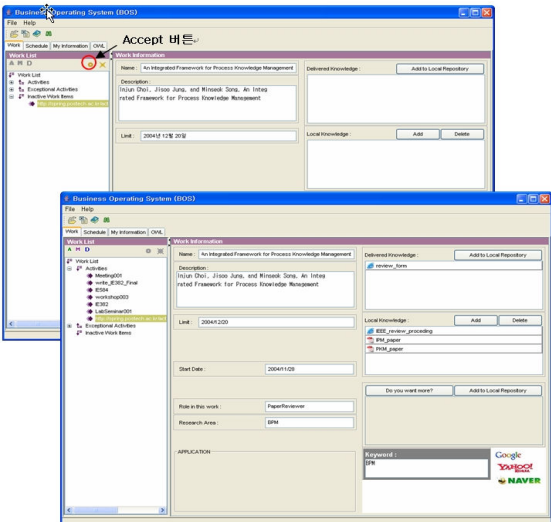 Business Operating System (BOS)
File Help
Accept 버튼
Work Schedule My Information OWL
Work List
Work Information
A M D
Name : An Integrated Framework for Process Knowledge Management
Delivered Knowledge :
Add to Local Repository
Work List
Activities
Exceptional Activities
Inactive Work Items
Description :
Injun Choi, Jisoo Jung, and Minseok Song, An Integ
rated Framework for Process Knowledge Management
Limit : 2004년 12월 20일
Local Knowledge :
Add
Delete
Business Operating System (BOS)
File Help
Work Schedule My Information OWL
Work List
Work Information
A M D
Name : An Integrated Framework for Process Knowledge Management
Delivered Knowledge :
Add to Local Repository
review_form
Work List
Activities
Meeting001
write_IE382_Final
IE584
workshop003
IE382
LabSeminar001
Exceptional Activities
Inactive Work Items
Description :
Injun Choi, Jisoo Jung, and Minseok Song, An Integ
rated Framework for Process Knowledge Management
Limit : 2004/12/20
Local Knowledge :
Add
Delete
IEEE_review_proceding
IPM_paper
PKM_paper
Start Date : 2004/11/20
Do you want more?
Add to Local Repository
Role in this work : PaperReviewer
Research Area : BPM
APPLICATION
Keyword :
BPM
Google
YAHOO!
NAVER